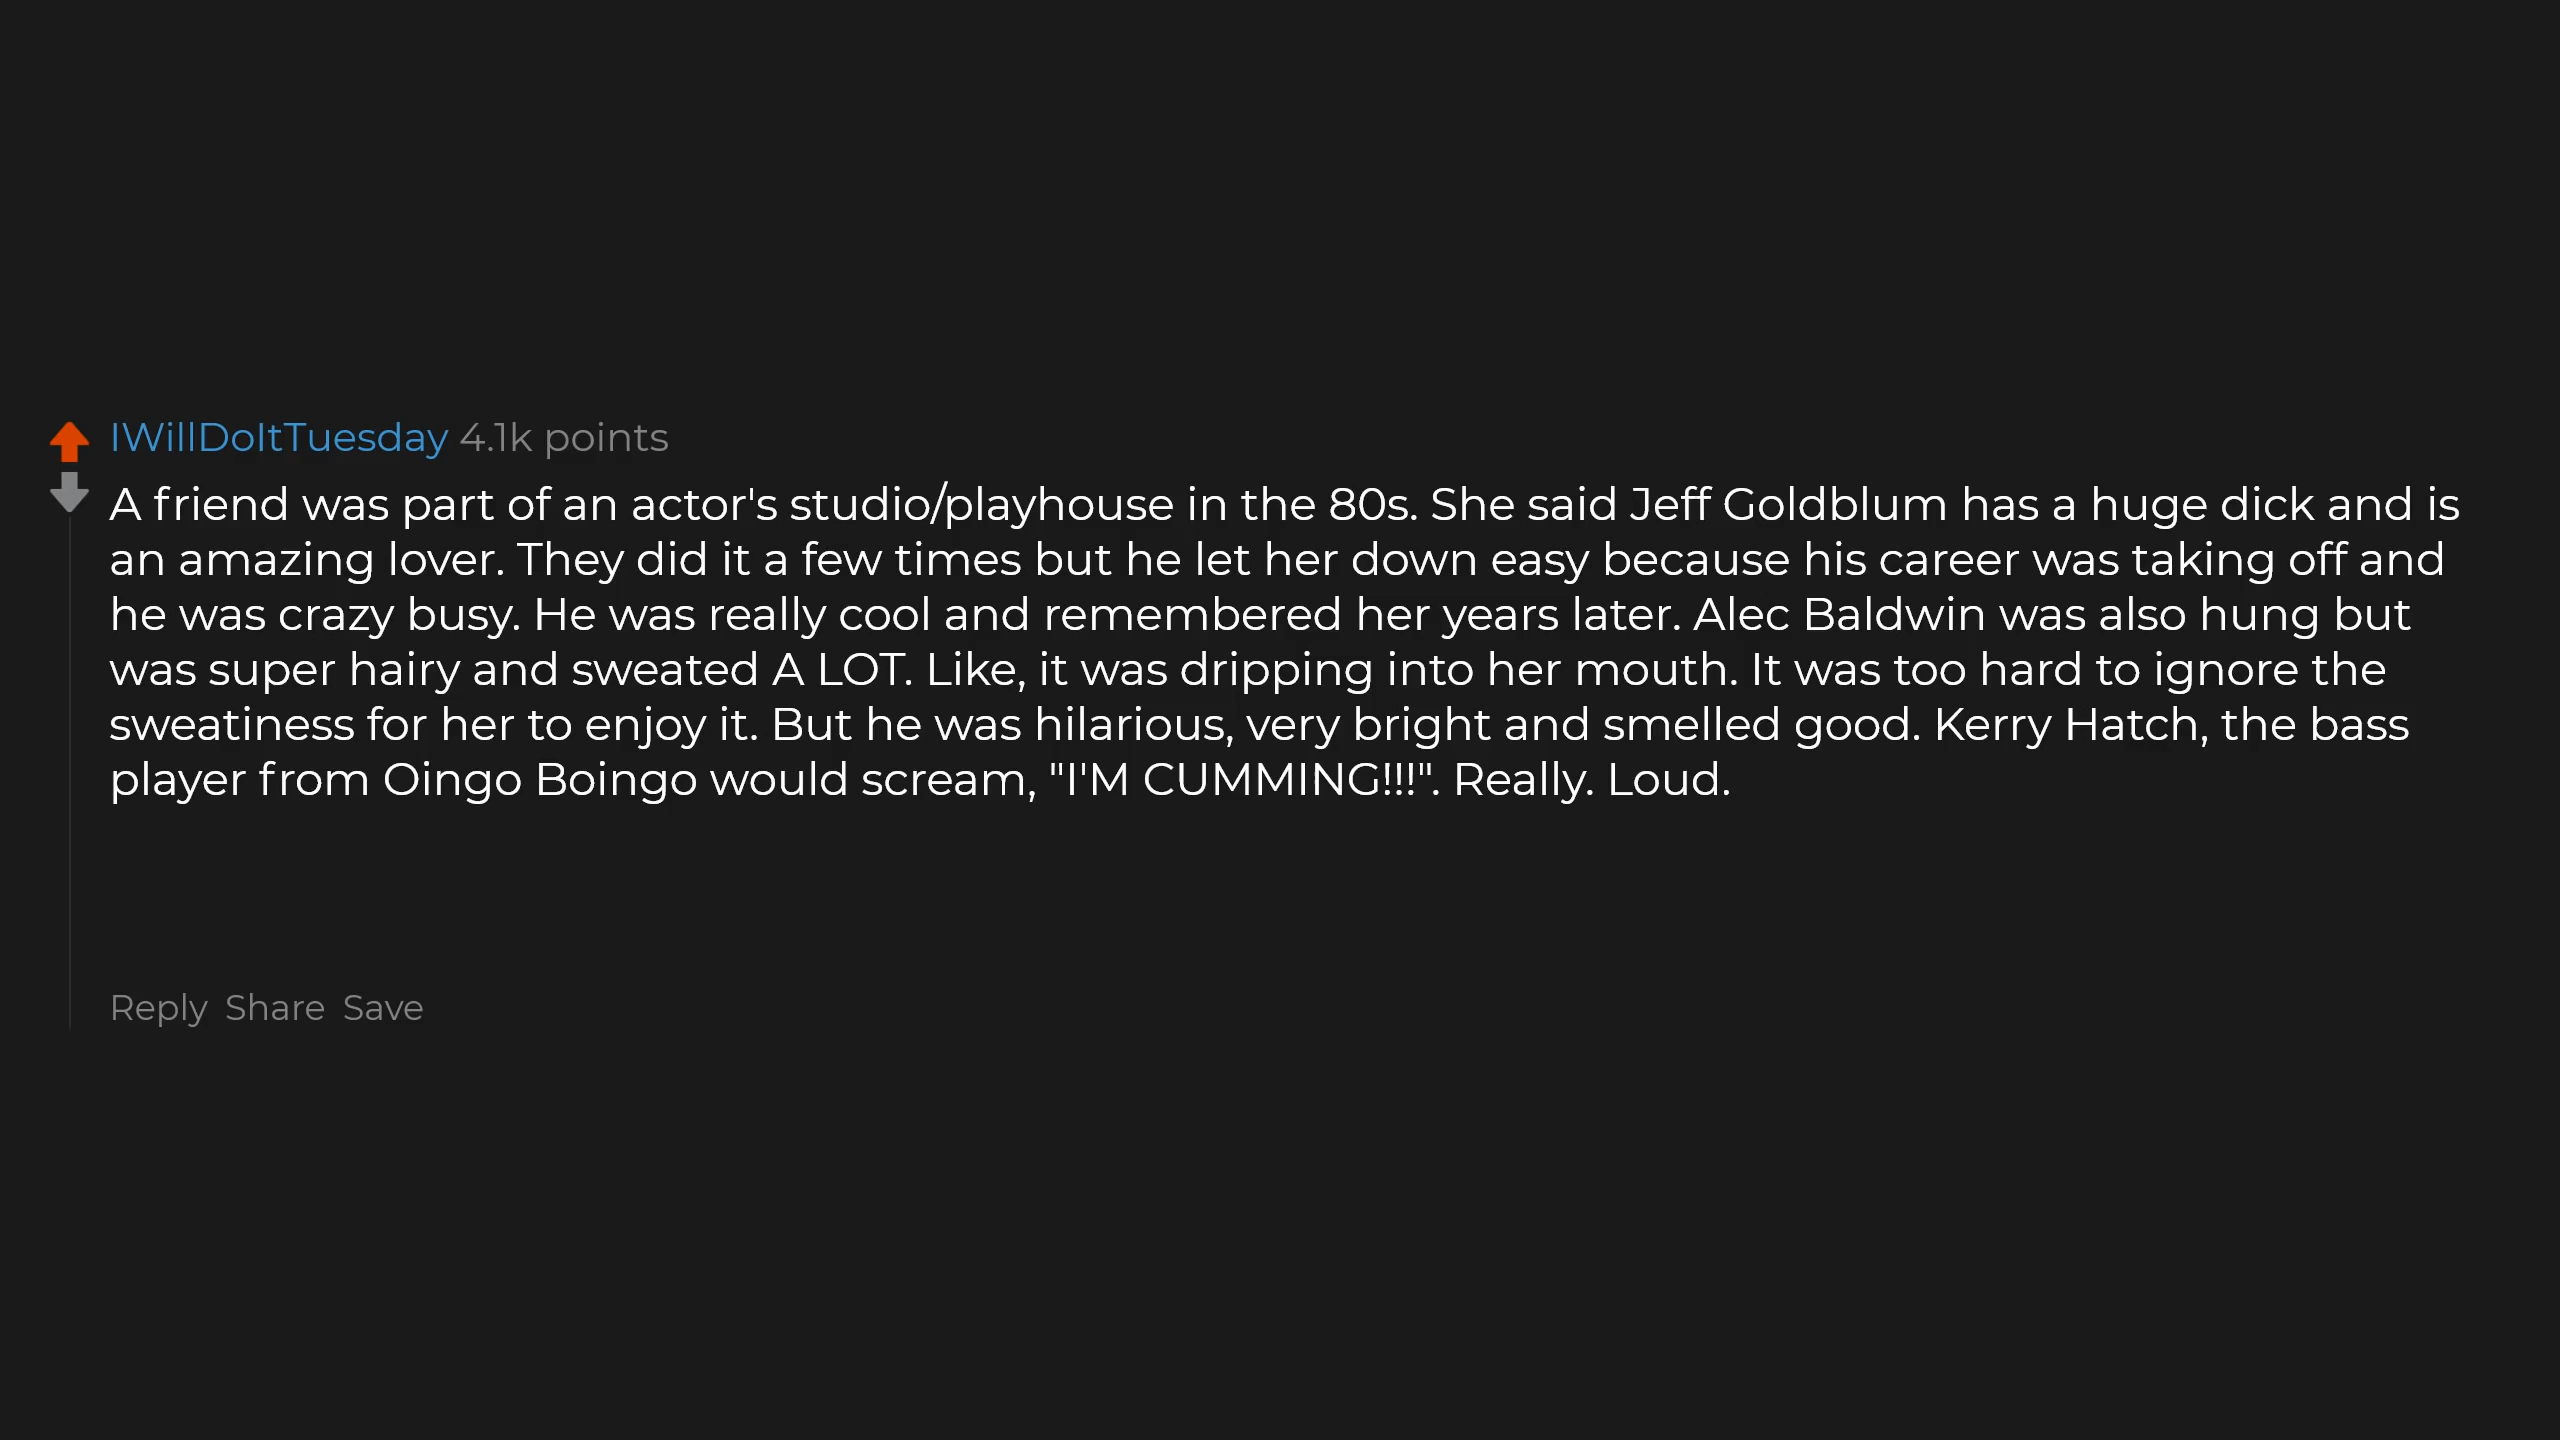 IWillDoItTuesday 4.1k points
A friend was part of an actor's studio/playhouse in the 80s. She said Jeff Goldblum has a huge dick and is
an amazing lover. They did it a few times but he let her down easy because his career was taking off and
he was crazy busy. He was really cool and remembered her years later. Alec Baldwin was also hung but
was super hairy and sweated A LOT. Like, it was dripping into her mouth. It was too hard to ignore the
sweatiness for her to enjoy it. But he was hilarious, very bright and smelled good. Kerry Hatch, the bass
player from Oingo Boingo would scream, "I'M CUMMING!!!". Really. Loud.
Reply Share Save